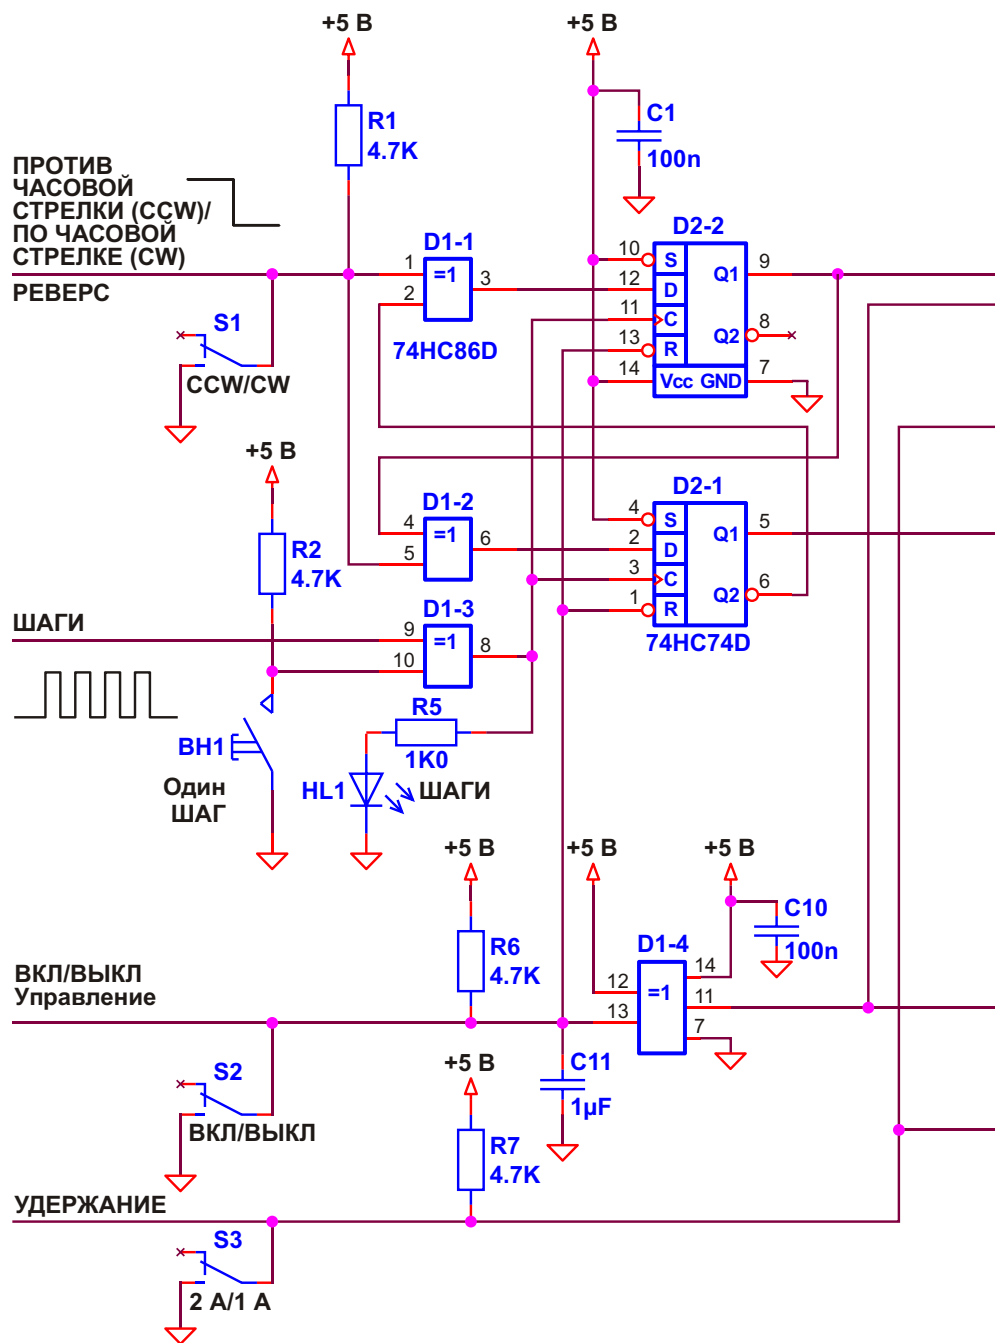 +5 В
+5 В
R1
4.7K
C1
100n
ПРОТИВ
ЧАСОВОЙ
СТРЕЛКИ (CCW)/
ПО ЧАСОВОЙ
СТРЕЛКЕ (CW)
РЕВЕРС
D1-1
1
2
=1
3
74HC86D
D2-2
10
12
11
13
14
S
D
C
R
Vcc GND
Q1
Q2
9
8
7
S1
CCW/CW
+5 В
R2
4.7K
D1-2
4
5
=1
6
D2-1
4
2
3
1
S
D
C
R
Q1
Q2
5
6
74HC74D
ШАГИ
D1-3
9
10
=1
8
R5
1K0
BH1
Один
ШАГ
HL1
ШАГИ
+5 В
+5 В
+5 В
R6
4.7K
C10
100n
D1-4
12
13
=1
14
11
7
ВКЛ/ВЫКЛ
Управление
S2
ВКЛ/ВЫКЛ
+5 В
C11
1µF
R7
4.7K
УДЕРЖАНИЕ
S3
2 А/1 А